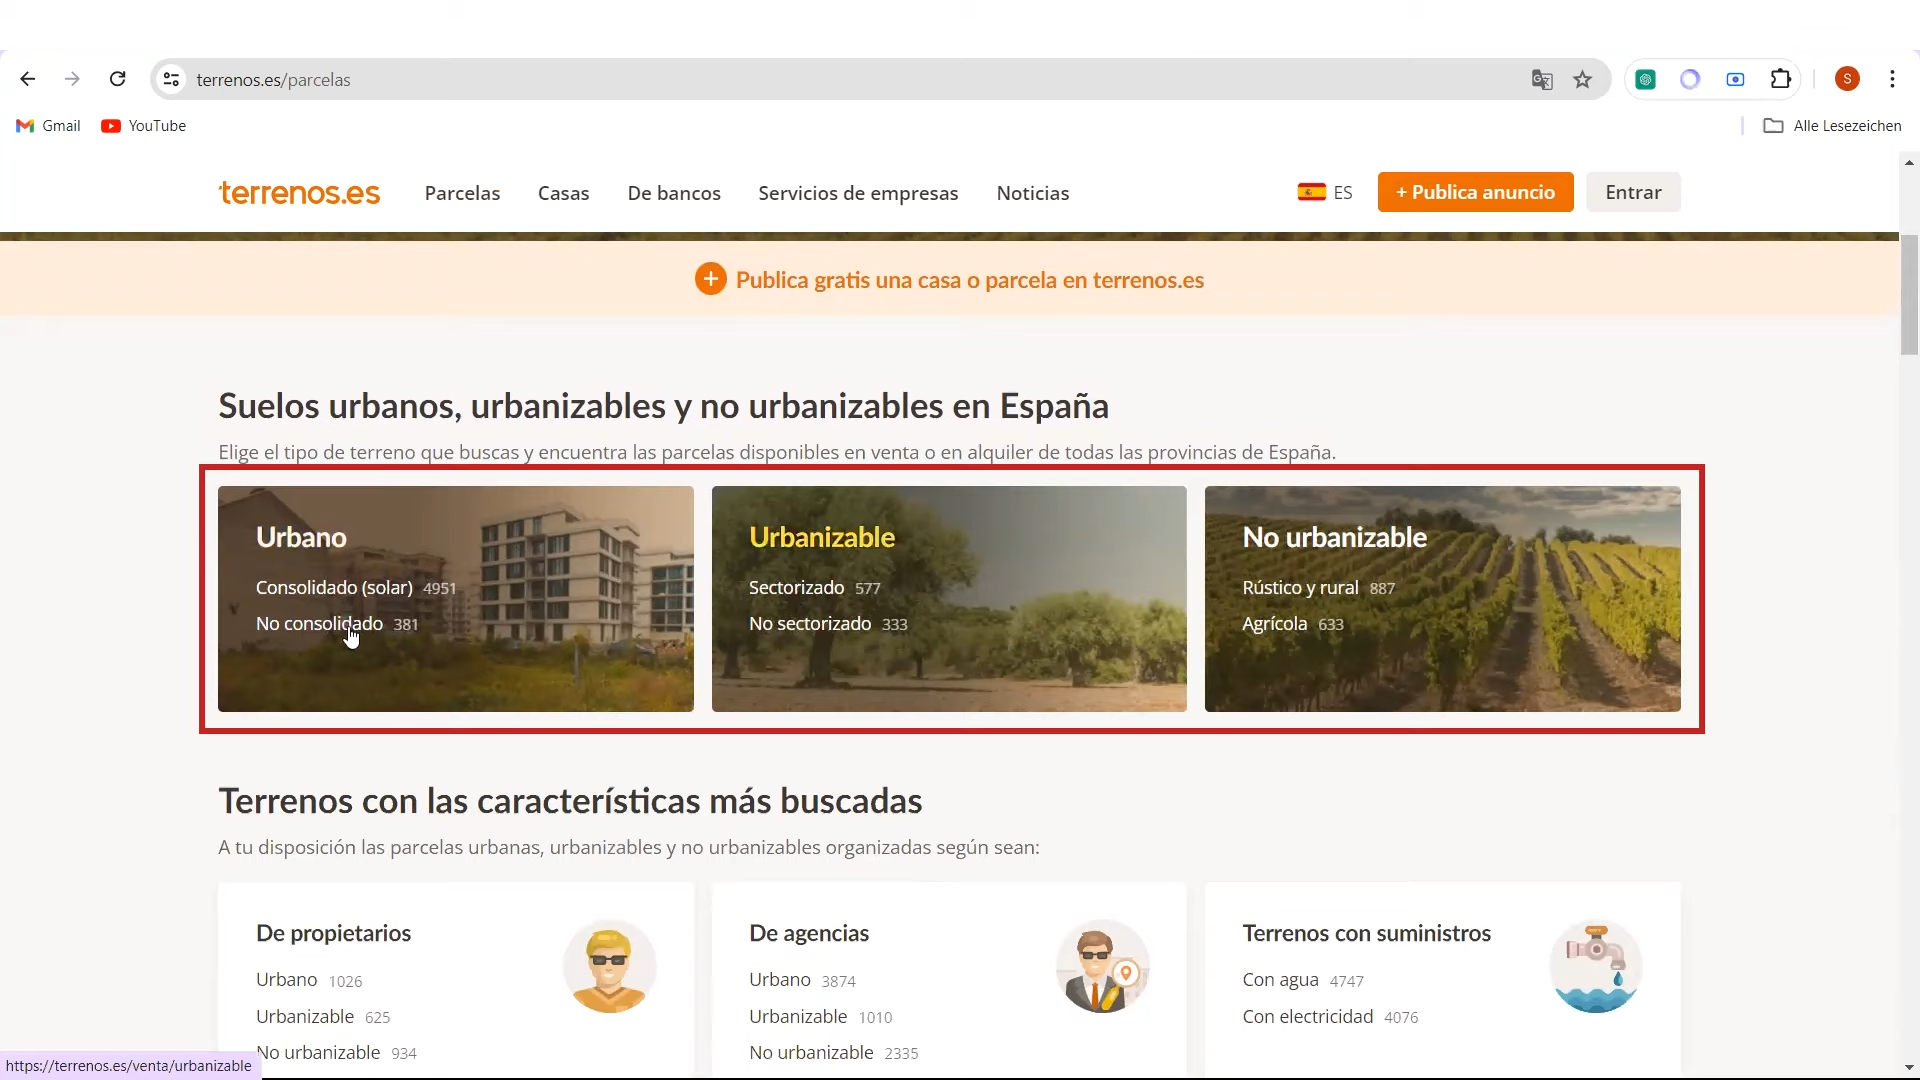 terrenos.es/parcelas
Gmail YouTube Alle Lesezeichen
terrenos.es Parcelas Casas De bancos Servicios de empresas Noticias ES + Publica anuncio Entrar
S
Publica gratis una casa o parcela en terrenos.es
Suelos urbanos, urbanizables y no urbanizables en España
Elige el tipo de terreno que buscas y encuentra las parcelas disponibles en venta o en alquiler de todas las provincias de España.
Urbano
Consolidado (solar) 4951
No consolidado 381
Urbanizable
Sectorizado 577
No sectorizado 333
No urbanizable
Rústico y rural 887
Agrícola 633
Terrenos con las características más buscadas
A tu disposición las parcelas urbanas, urbanizables y no urbanizables organizadas según sean:
De propietarios
Urbano 1026
Urbanizable 625
No urbanizable 934
De agencias
Urbano 3874
Urbanizable 1010
No urbanizable 2335
Terrenos con suministros
Con agua 4747
Con electricidad 4076
https://terrenos.es/venta/urbanizable